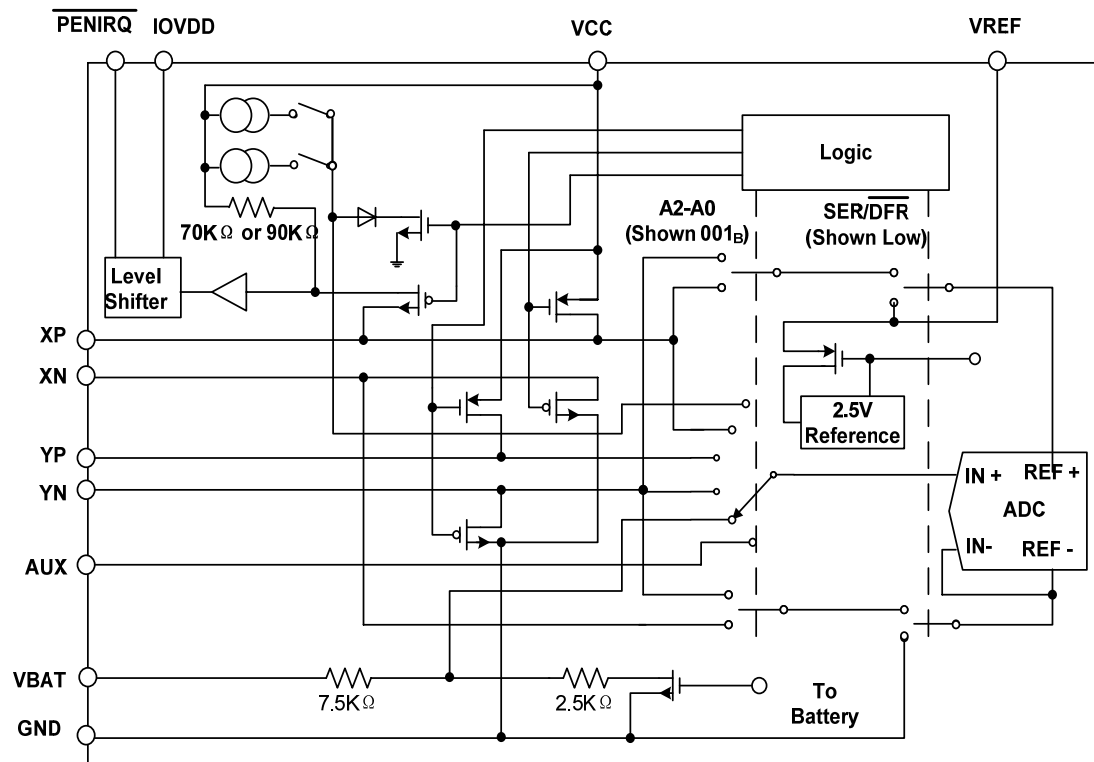 PENIRQ
IOVDD
VCC
VREF
Logic
70KΩ or 90KΩ
A2-A0
(Shown 001B)
SER/DFR
(Shown Low)
Level
Shifter
XP
XN
2.5V
Reference
YP
YN
IN +
REF +
ADC
IN-
REF -
AUX
VBAT
7.5KΩ
2.5KΩ
To
Battery
GND